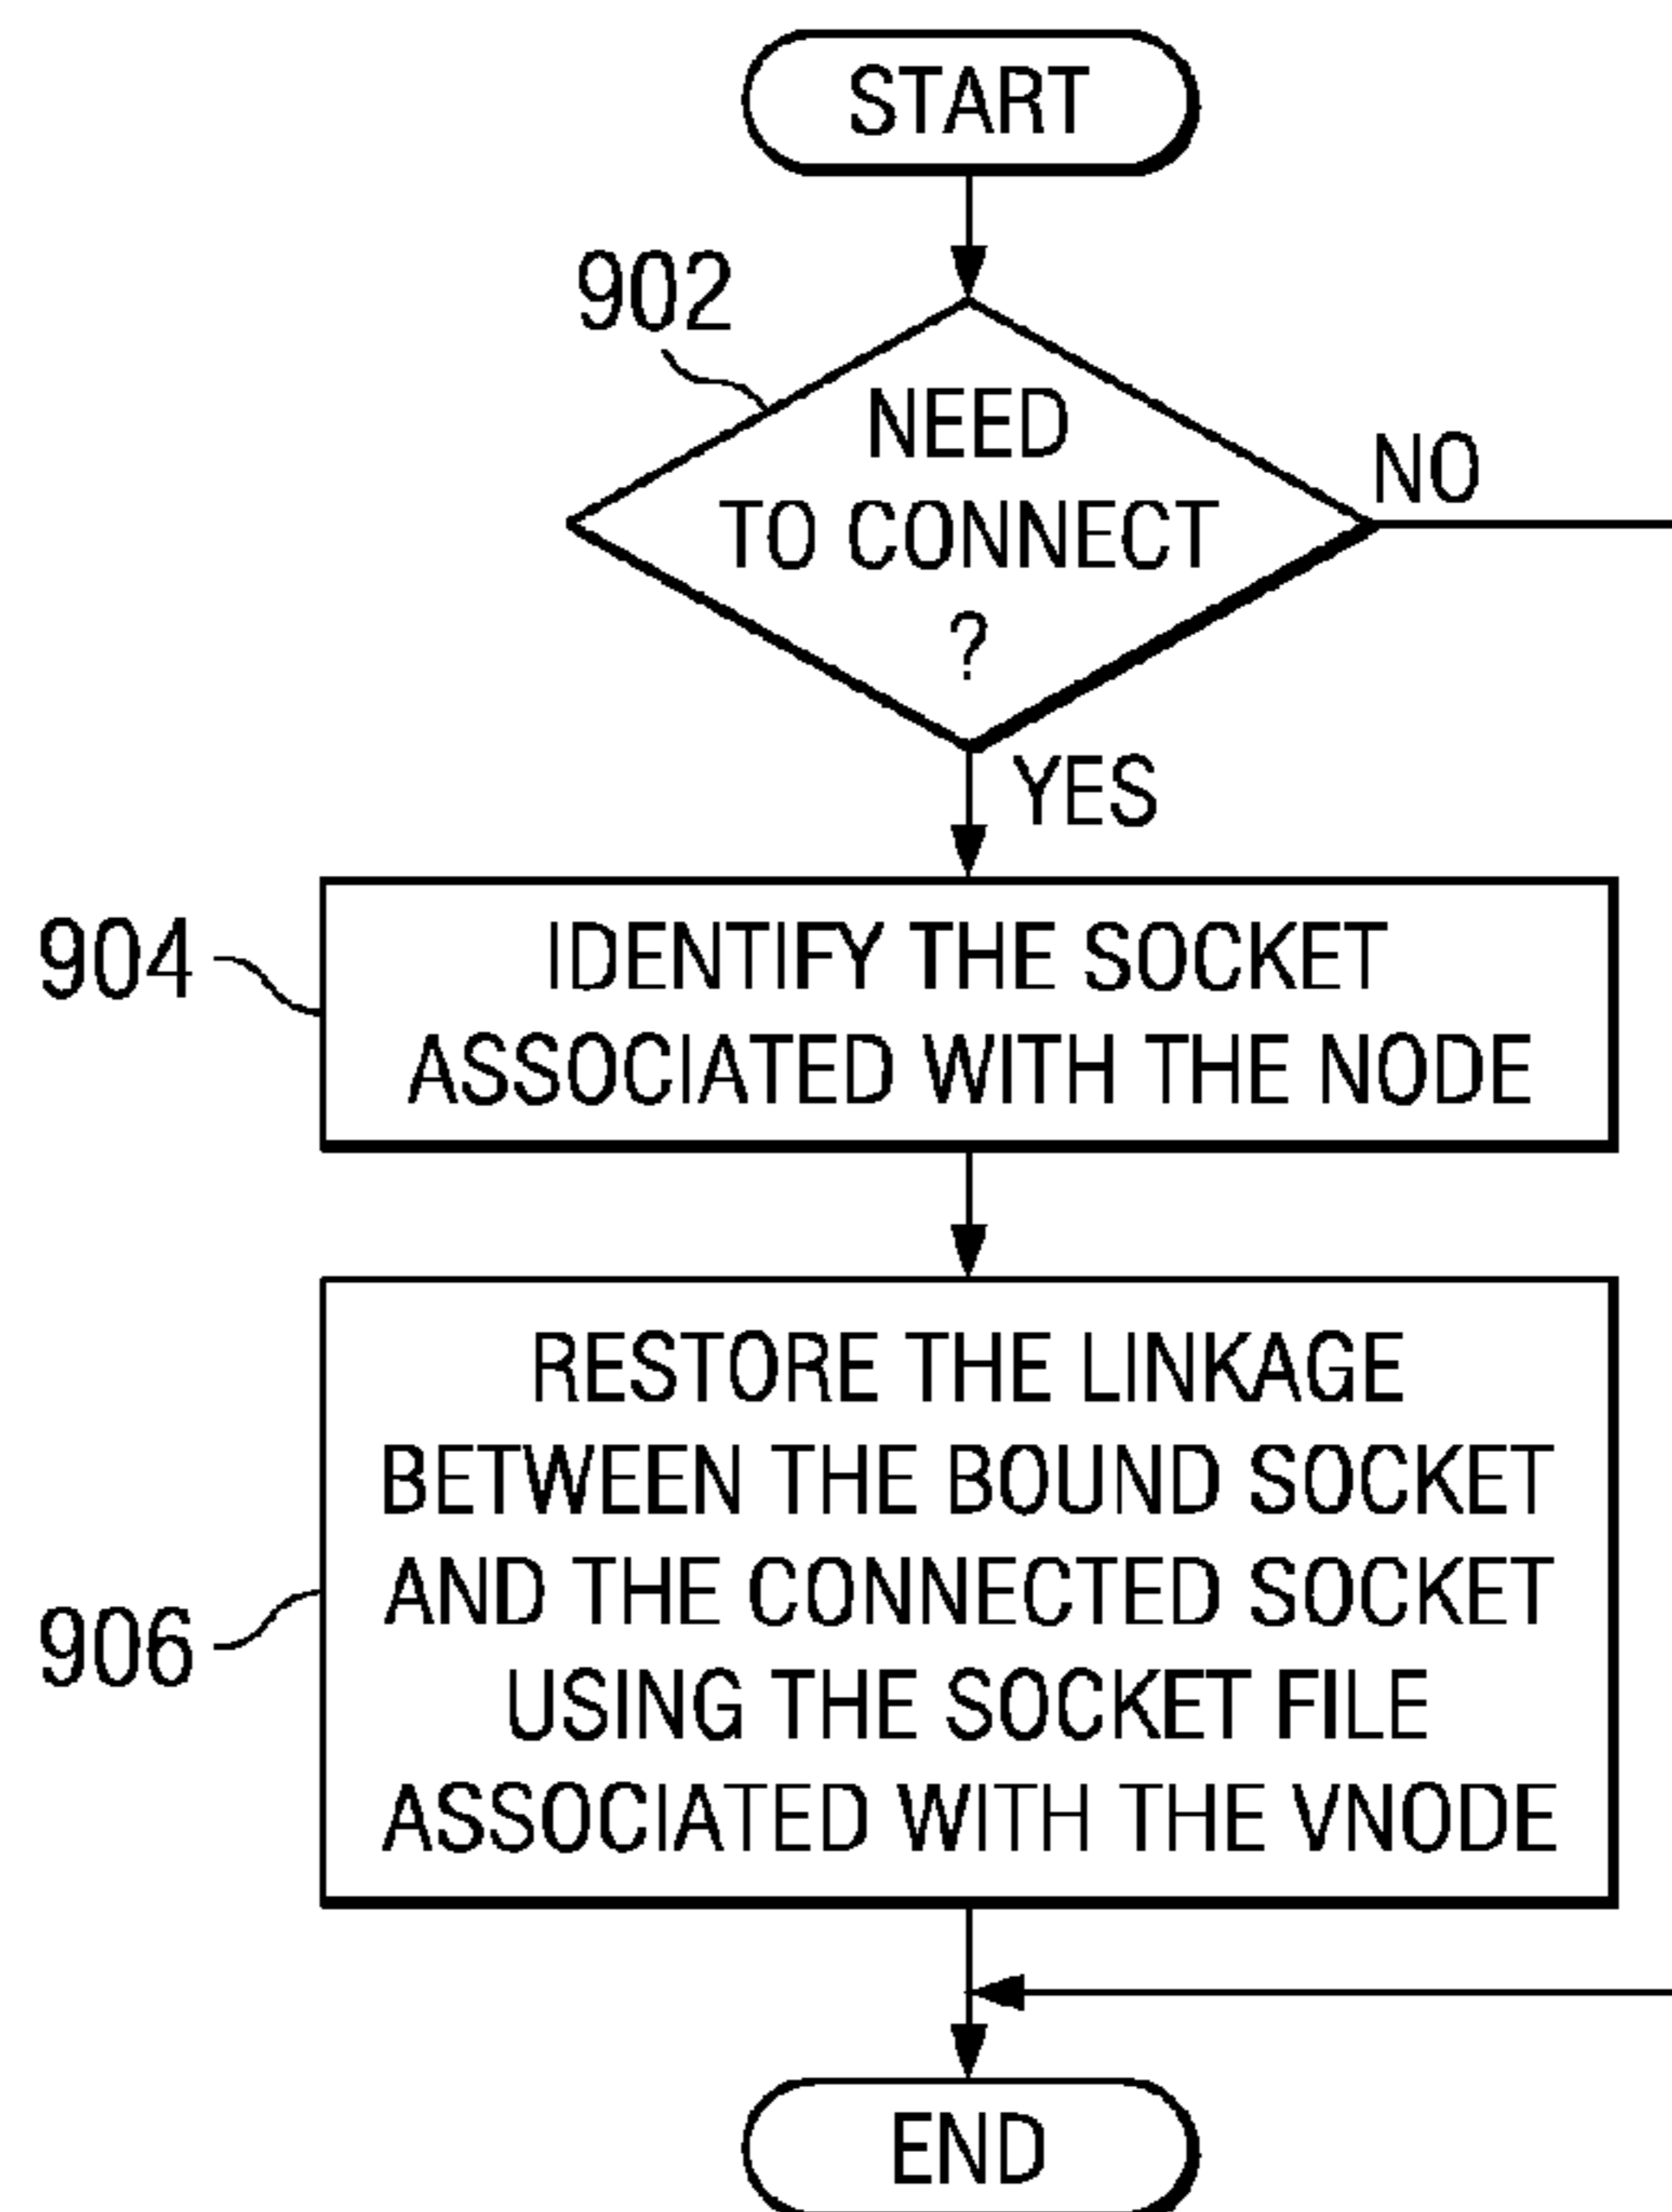 START
902
NEED
TO CONNECT
?
NO
YES
904
IDENTIFY THE SOCKET
ASSOCIATED WITH THE NODE
906
RESTORE THE LINKAGE
BETWEEN THE BOUND SOCKET
AND THE CONNECTED SOCKET
USING THE SOCKET FILE
ASSOCIATED WITH THE VNODE
END